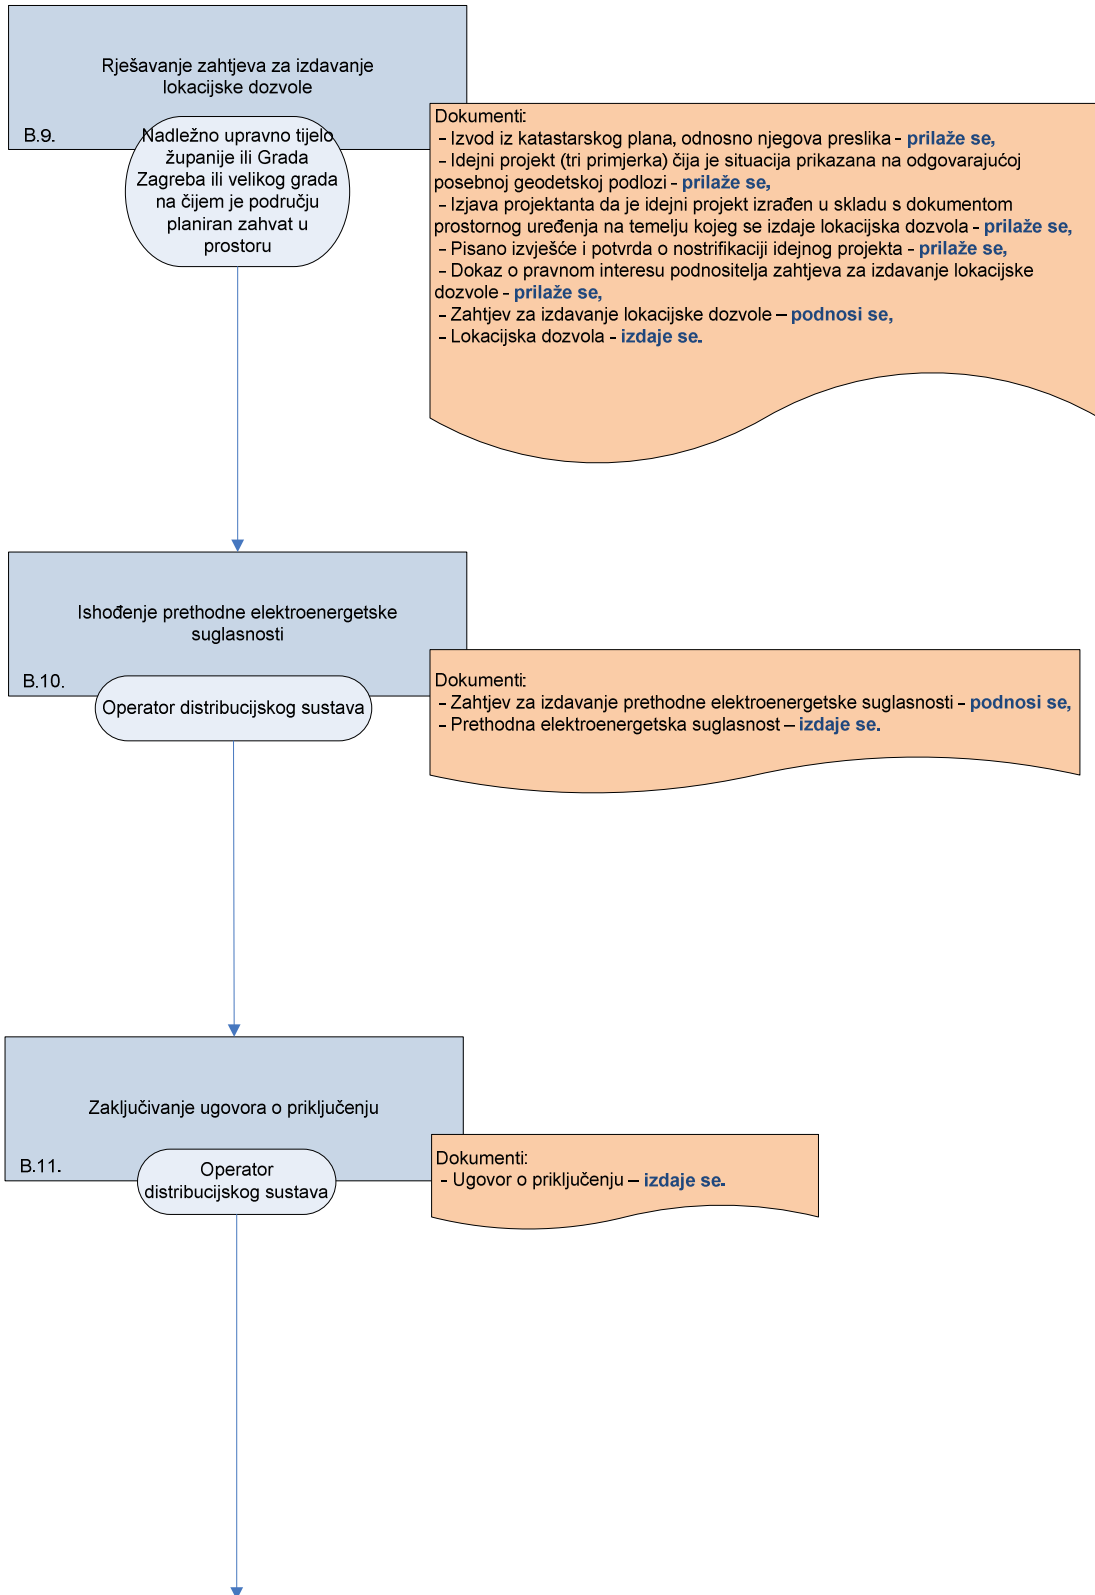 Rješavanje zahtjeva za izdavanje
lokacijske dozvole
B.9.
Nadležno upravno tijelo
županije ili Grada
Zagreba ili velikog grada
na čijem je području
planiran zahvat u
prostoru
Dokumenti:
- Izvod iz katastarskog plana, odnosno njegova preslika - prilaže se,
- Idejni projekt (tri primjerka) čija je situacija prikazana na odgovarajućoj
posebnoj geodetskoj podlozi - prilaže se,
- Izjava projektanta da je idejni projekt izrađen u skladu s dokumentom
prostornog uređenja na temelju kojeg se izdaje lokacijska dozvola - prilaže se,
- Pisano izvješće i potvrda o nostrifikaciji idejnog projekta - prilaže se,
- Dokaz o pravnom interesu podnositelja zahtjeva za izdavanje lokacijske
dozvole - prilaže se,
- Zahtjev za izdavanje lokacijske dozvole – podnosi se,
- Lokacijska dozvola - izdaje se.
Ishođenje prethodne elektroenergetske
suglasnosti
B.10.
Operator distribucijskog sustava
Dokumenti:
- Zahtjev za izdavanje prethodne elektroenergetske suglasnosti - podnosi se,
- Prethodna elektroenergetska suglasnost – izdaje se.
Zaključivanje ugovora o priključenju
B.11.
Operator
distribucijskog sustava
Dokumenti:
- Ugovor o priključenju – izdaje se.